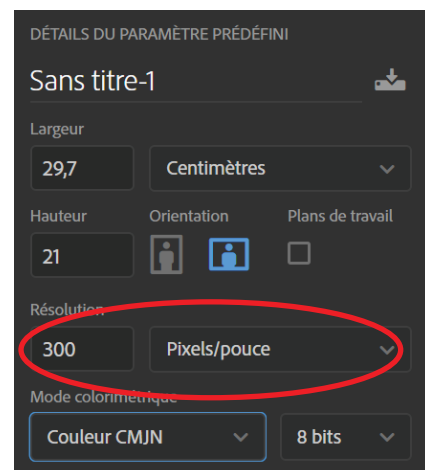 DÉTAILS DU PARAMÈTRE PRÉDÉFINI
Sans titre-1
Largeur
29,7 Centimètres
Hauteur Orientation Plans de travail
21
Résolution
300 Pixels/pouce
Mode colorimétrique
Couleur CMJN 8 bits